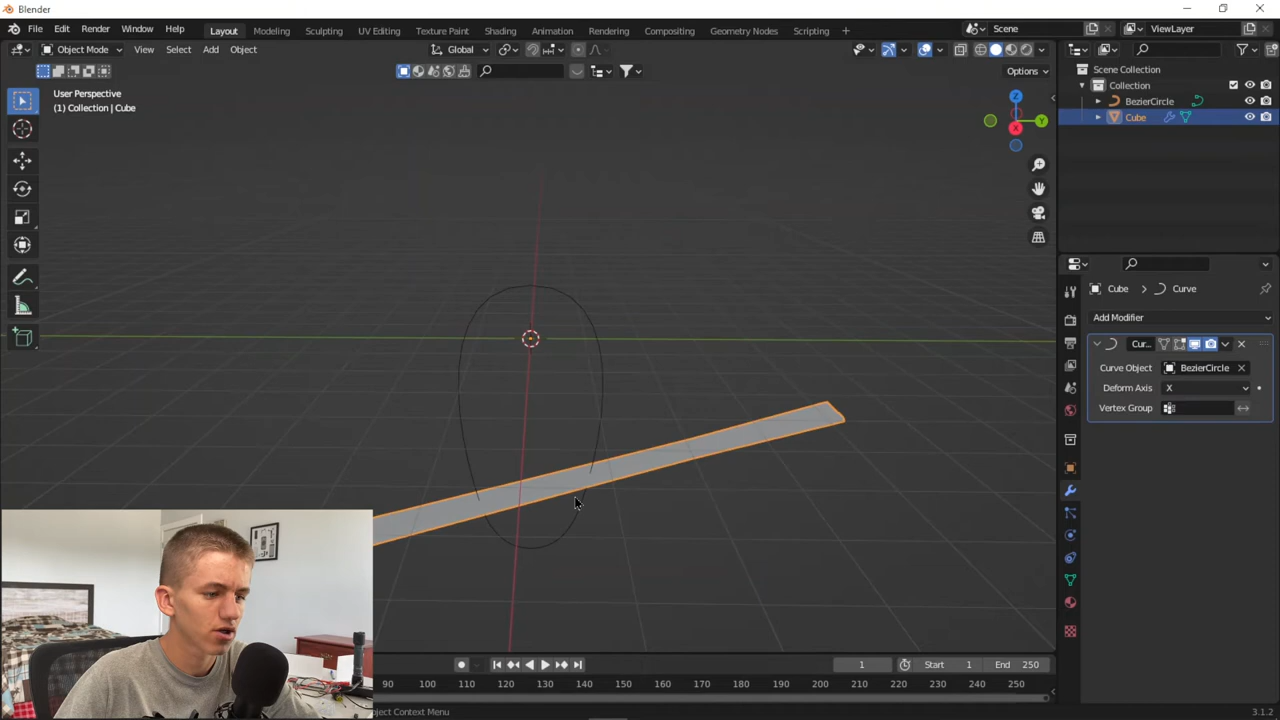 Blender
File Edit Render Window Help Layout Modeling Sculpting UV Editing Texture Paint Shading Animation Rendering Compositing Geometry Nodes Scripting + Scene ViewLayer
Object Mode View Select Add Object Global
Options
User Perspective
(1) Collection | Cube
Z
Y
X
Scene Collection
Collection
BezierCircle
Cube
Cube > Curve
Add Modifier
Cur...
Curve Object BezierCircle
Deform Axis X
Vertex Group
1 Start 1 End 250
90 100 110 120 130 140 150 160 170 180 190 200 210 220 230 240 250
ject Context Menu
3.1.2